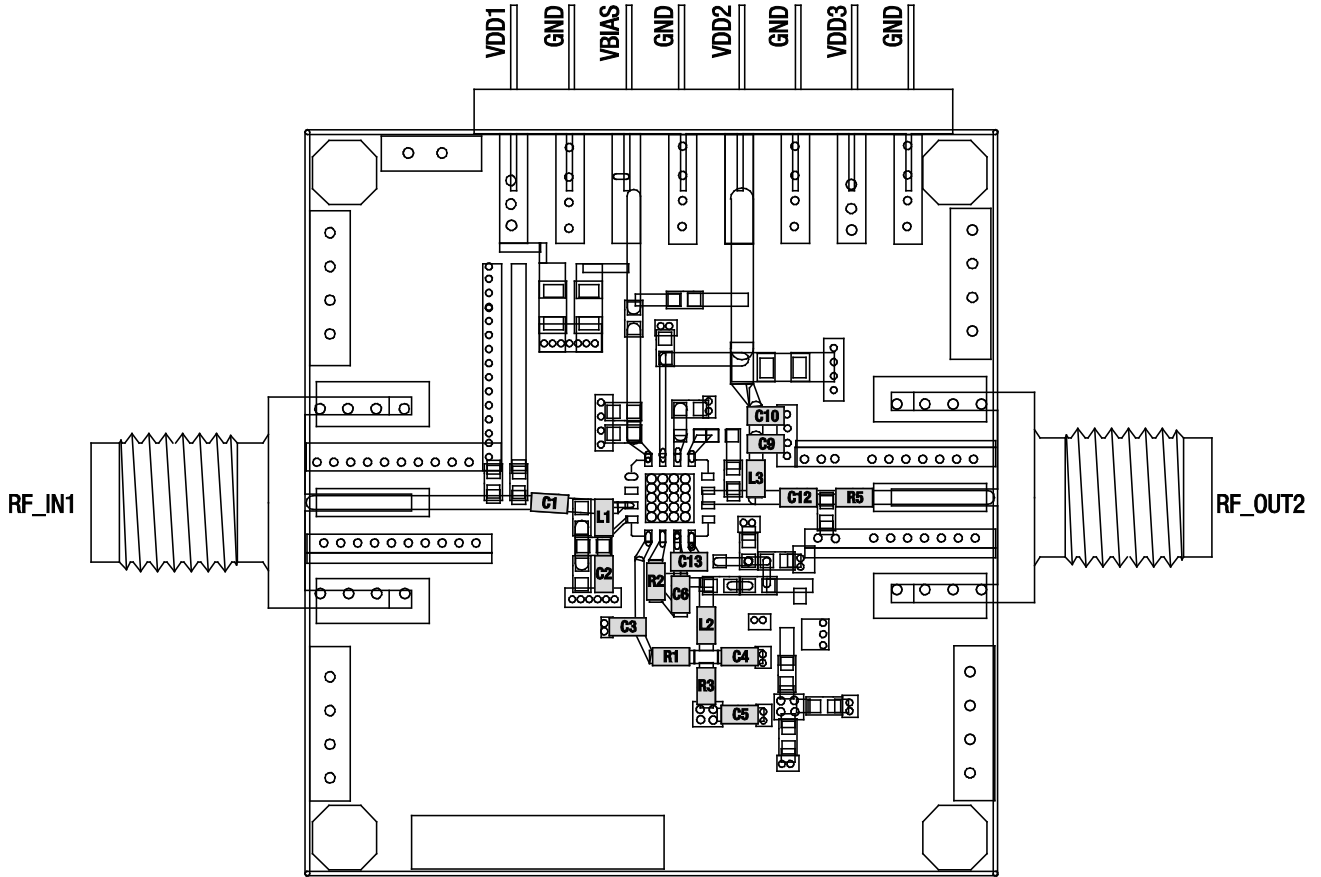 VDD1
GND
VBIAS
GND
VDD2
GND
VDD3
GND
C10
C9
L3
RF_IN1
C1
L1
C12
R5
RF_OUT2
C13
C2
R2
C6
C3
L2
R1
C4
R3
C5